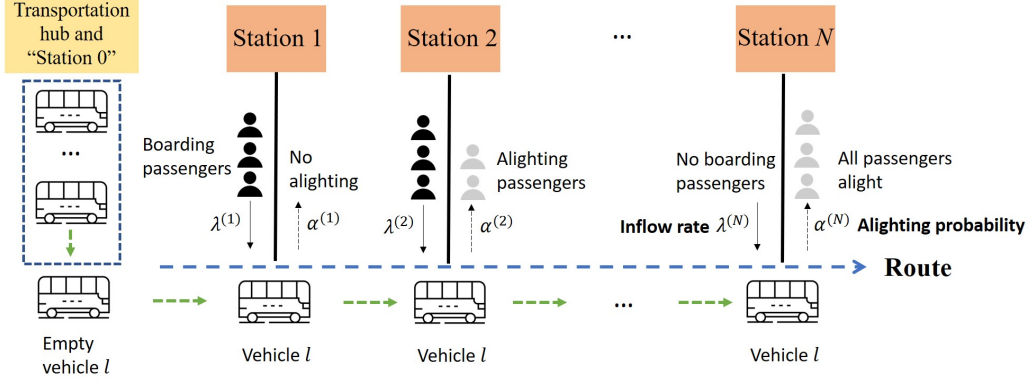 Transportation
hub and
“Station 0”
Station 1
Station 2
...
Station N
...
Boarding
passengers
No
alighting
Alighting
passengers
No boarding
passengers
All passengers
alight
λ⁽¹⁾
α⁽¹⁾
λ⁽²⁾
α⁽²⁾
Inflow rate λ⁽ᴺ⁾
α⁽ᴺ⁾ Alighting probability
Route
...
Empty
vehicle l
Vehicle l
Vehicle l
Vehicle l